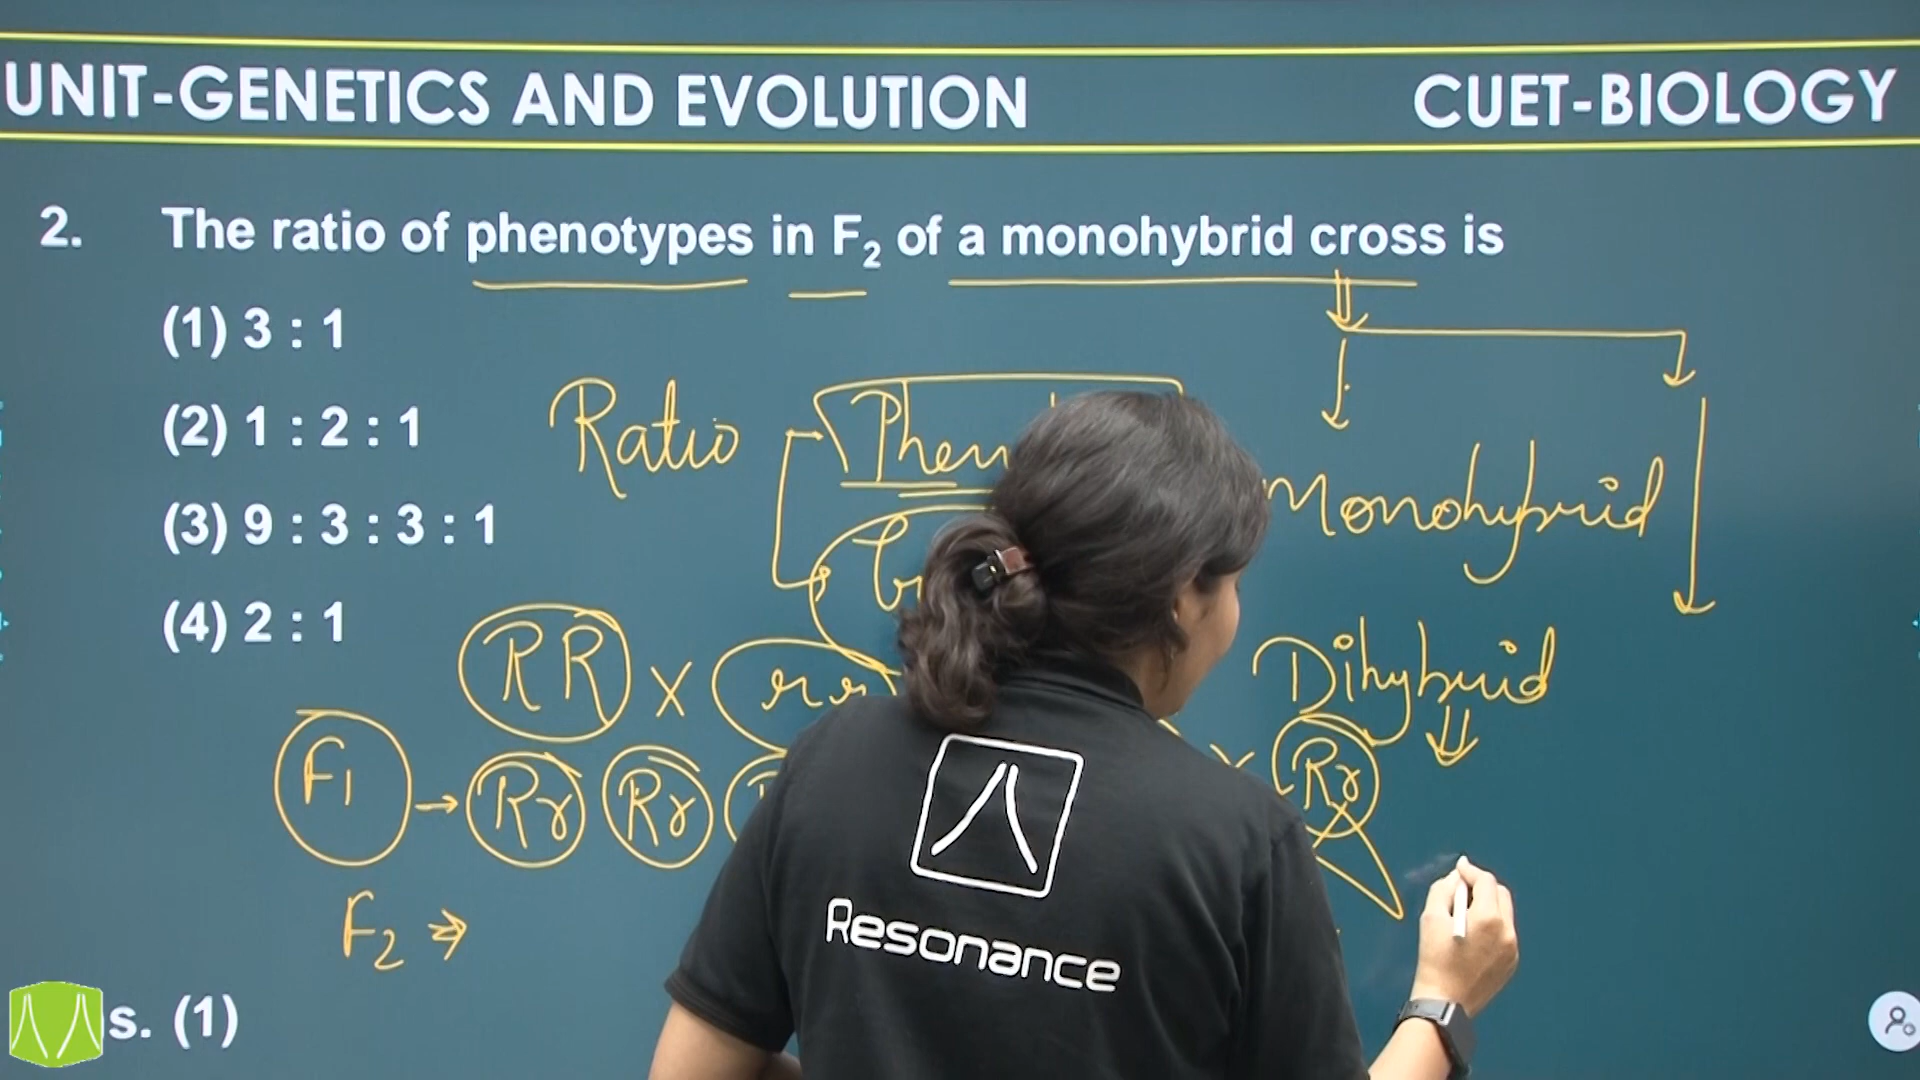 UNIT-GENETICS AND EVOLUTION
CUET-BIOLOGY
2. The ratio of phenotypes in F₂ of a monohybrid cross is
(1) 3 : 1
(2) 1 : 2 : 1
(3) 9 : 3 : 3 : 1
(4) 2 : 1
Ratio
Monohybrid
Dihybrid
RR X rr
F1 → Rr Rr
x Rr
F2 ⇒
Resonance
s. (1)